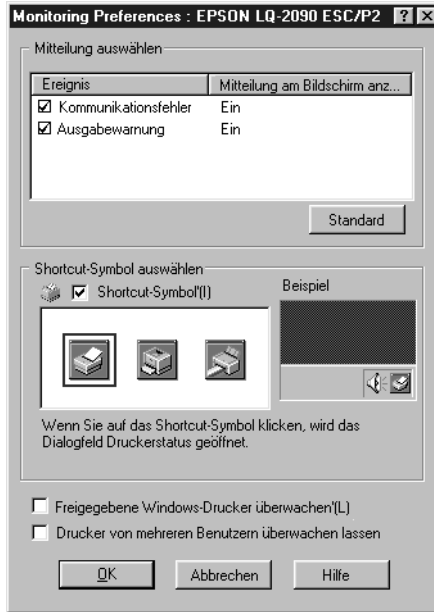 Monitoring Preferences : EPSON LQ-2090 ESC/P2
Mitteilung auswählen
Ereignis Mitteilung am Bildschirm anz...
Kommunikationsfehler Ein
Ausgabewarnung Ein
Standard
Shortcut-Symbol auswählen
Shortcut-Symbol'(I) Beispiel
Wenn Sie auf das Shortcut-Symbol klicken, wird das
Dialogfeld Druckerstatus geöffnet.
Freigegebene Windows-Drucker überwachen'(L)
Drucker von mehreren Benutzern überwachen lassen
OK Abbrechen Hilfe